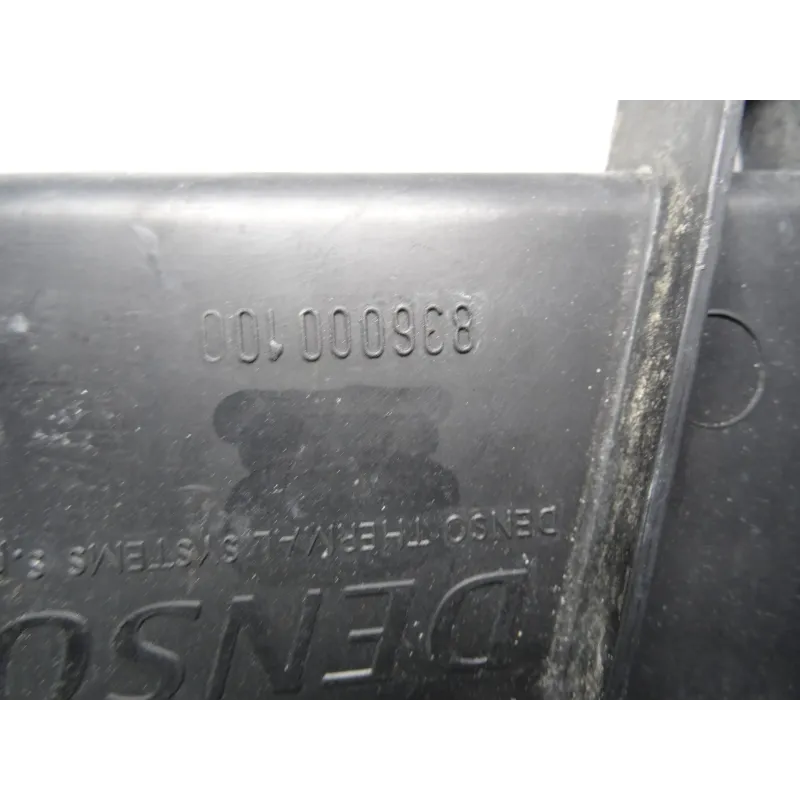 DENSO
DENSO THERMAL SYSTEMS S.
836000100